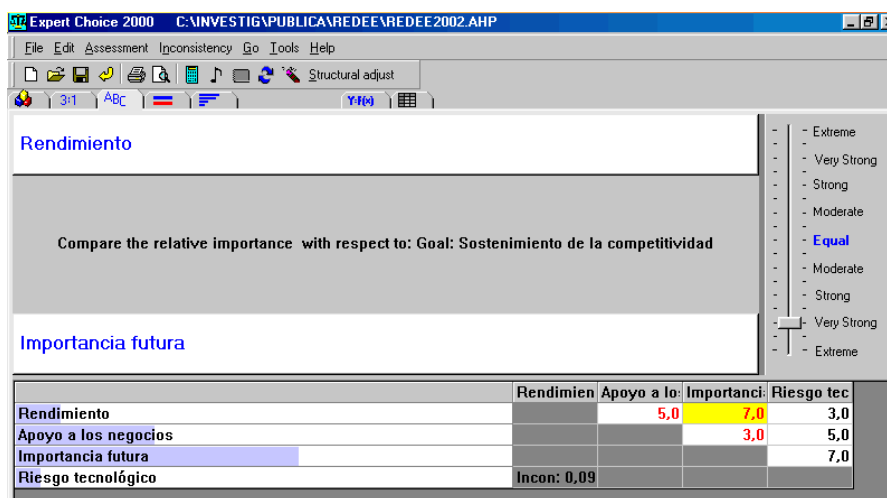 Expert Choice 2000 C:\INVESTIG\PUBLICA\REDEE\REDEE2002.AHP
File Edit Assessment Inconsistency Go Tools Help
Structural adjust
3:1 ABC Y:F(x)
Rendimiento
Compare the relative importance with respect to: Goal: Sostenimiento de la competitividad
Importancia futura
Extreme
Very Strong
Strong
Moderate
Equal
Moderate
Strong
Very Strong
Extreme
Rendimien Apoyo a lo Importanci Riesgo tec
Rendimiento 5,0 7,0 3,0
Apoyo a los negocios 3,0 5,0
Importancia futura 7,0
Riesgo tecnológico Incon: 0,09